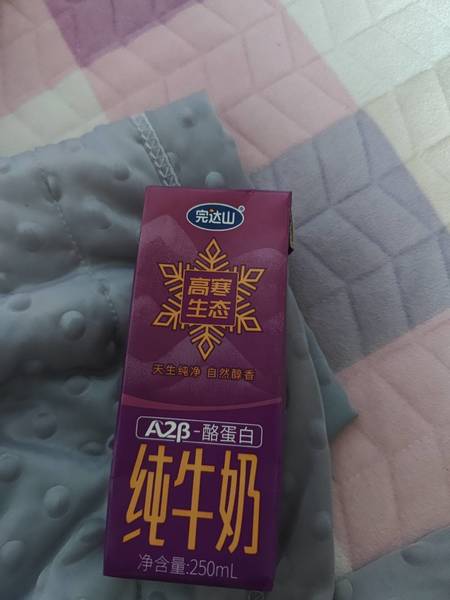 完达山®
高寒
生态
天生纯净 自然醇香
A2β-酪蛋白
纯牛奶
净含量:250mL